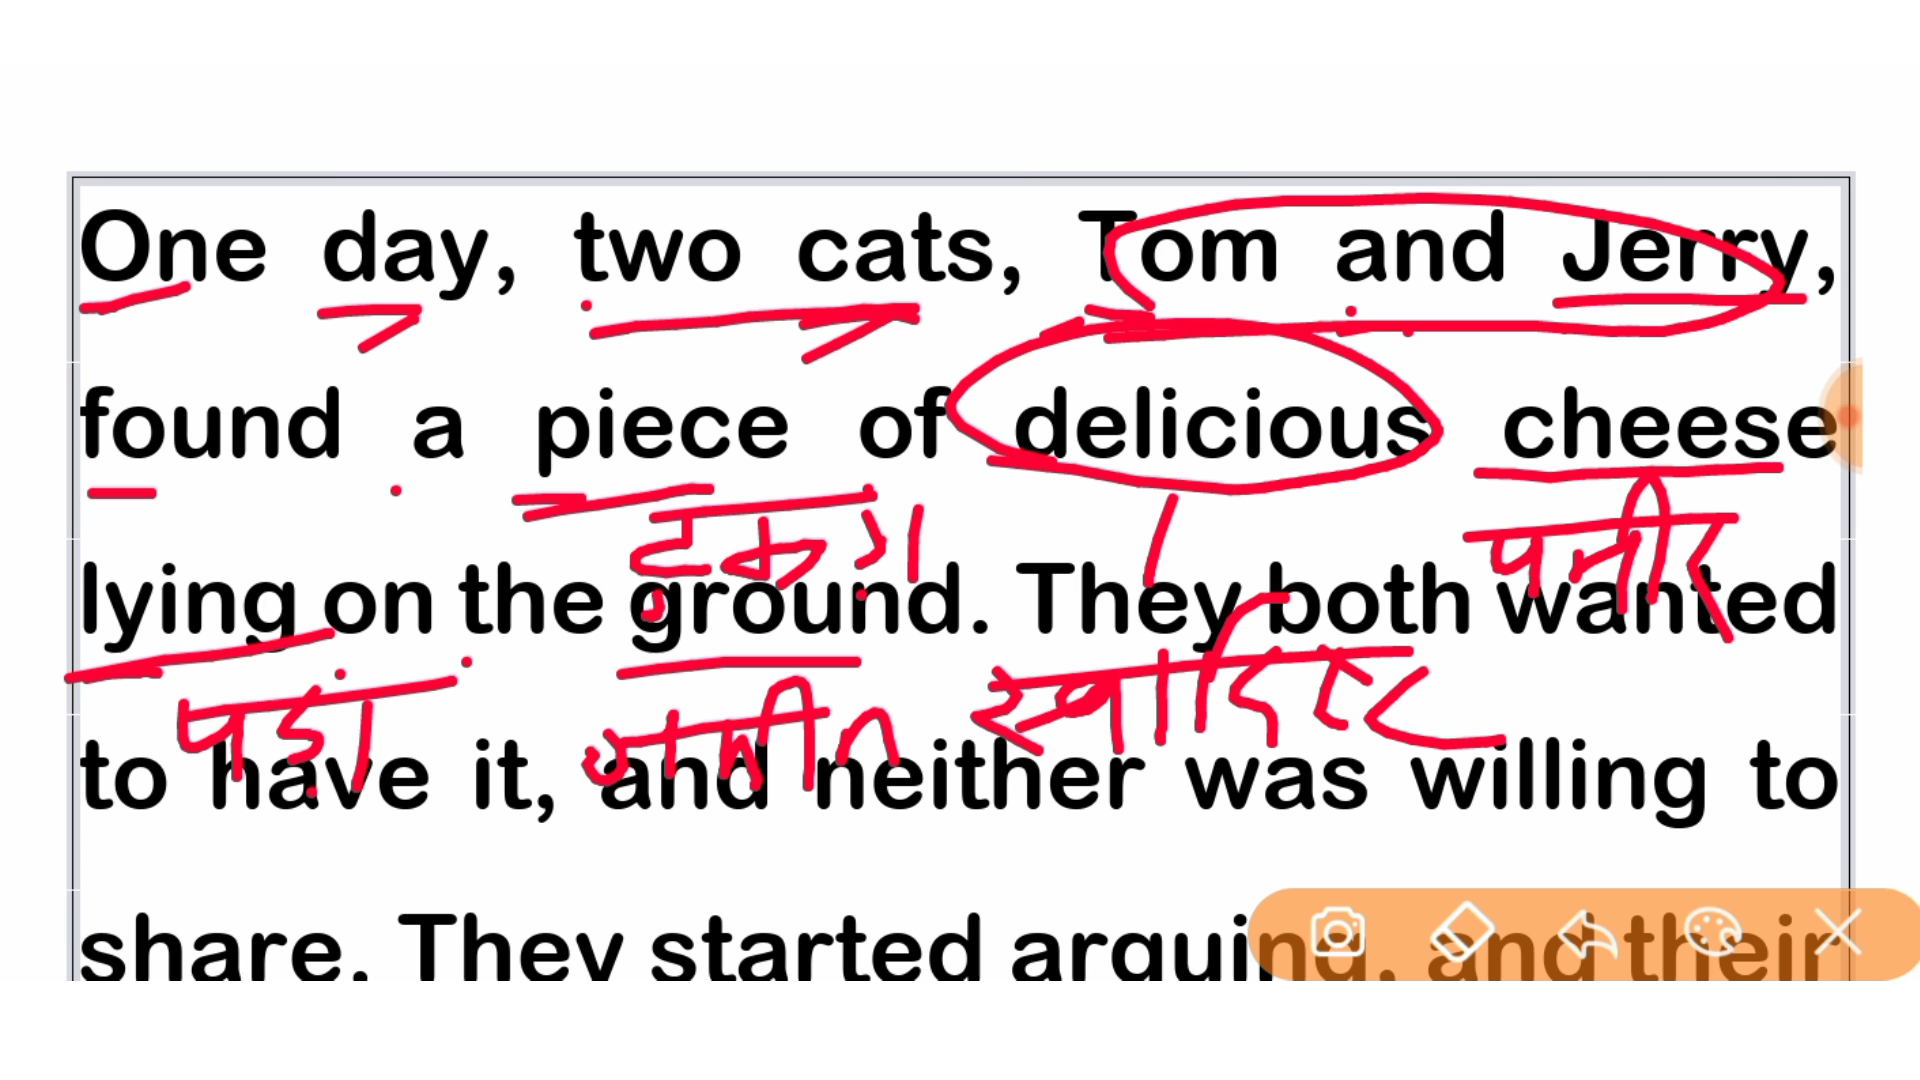 One day, two cats, Tom and Jerry,
found a piece of delicious cheese
टुकड़ा पनीर
lying on the ground. They both wanted
पड़ा जमीन स्वादिष्ट
to have it, and neither was willing to
share. They started arguing, and their